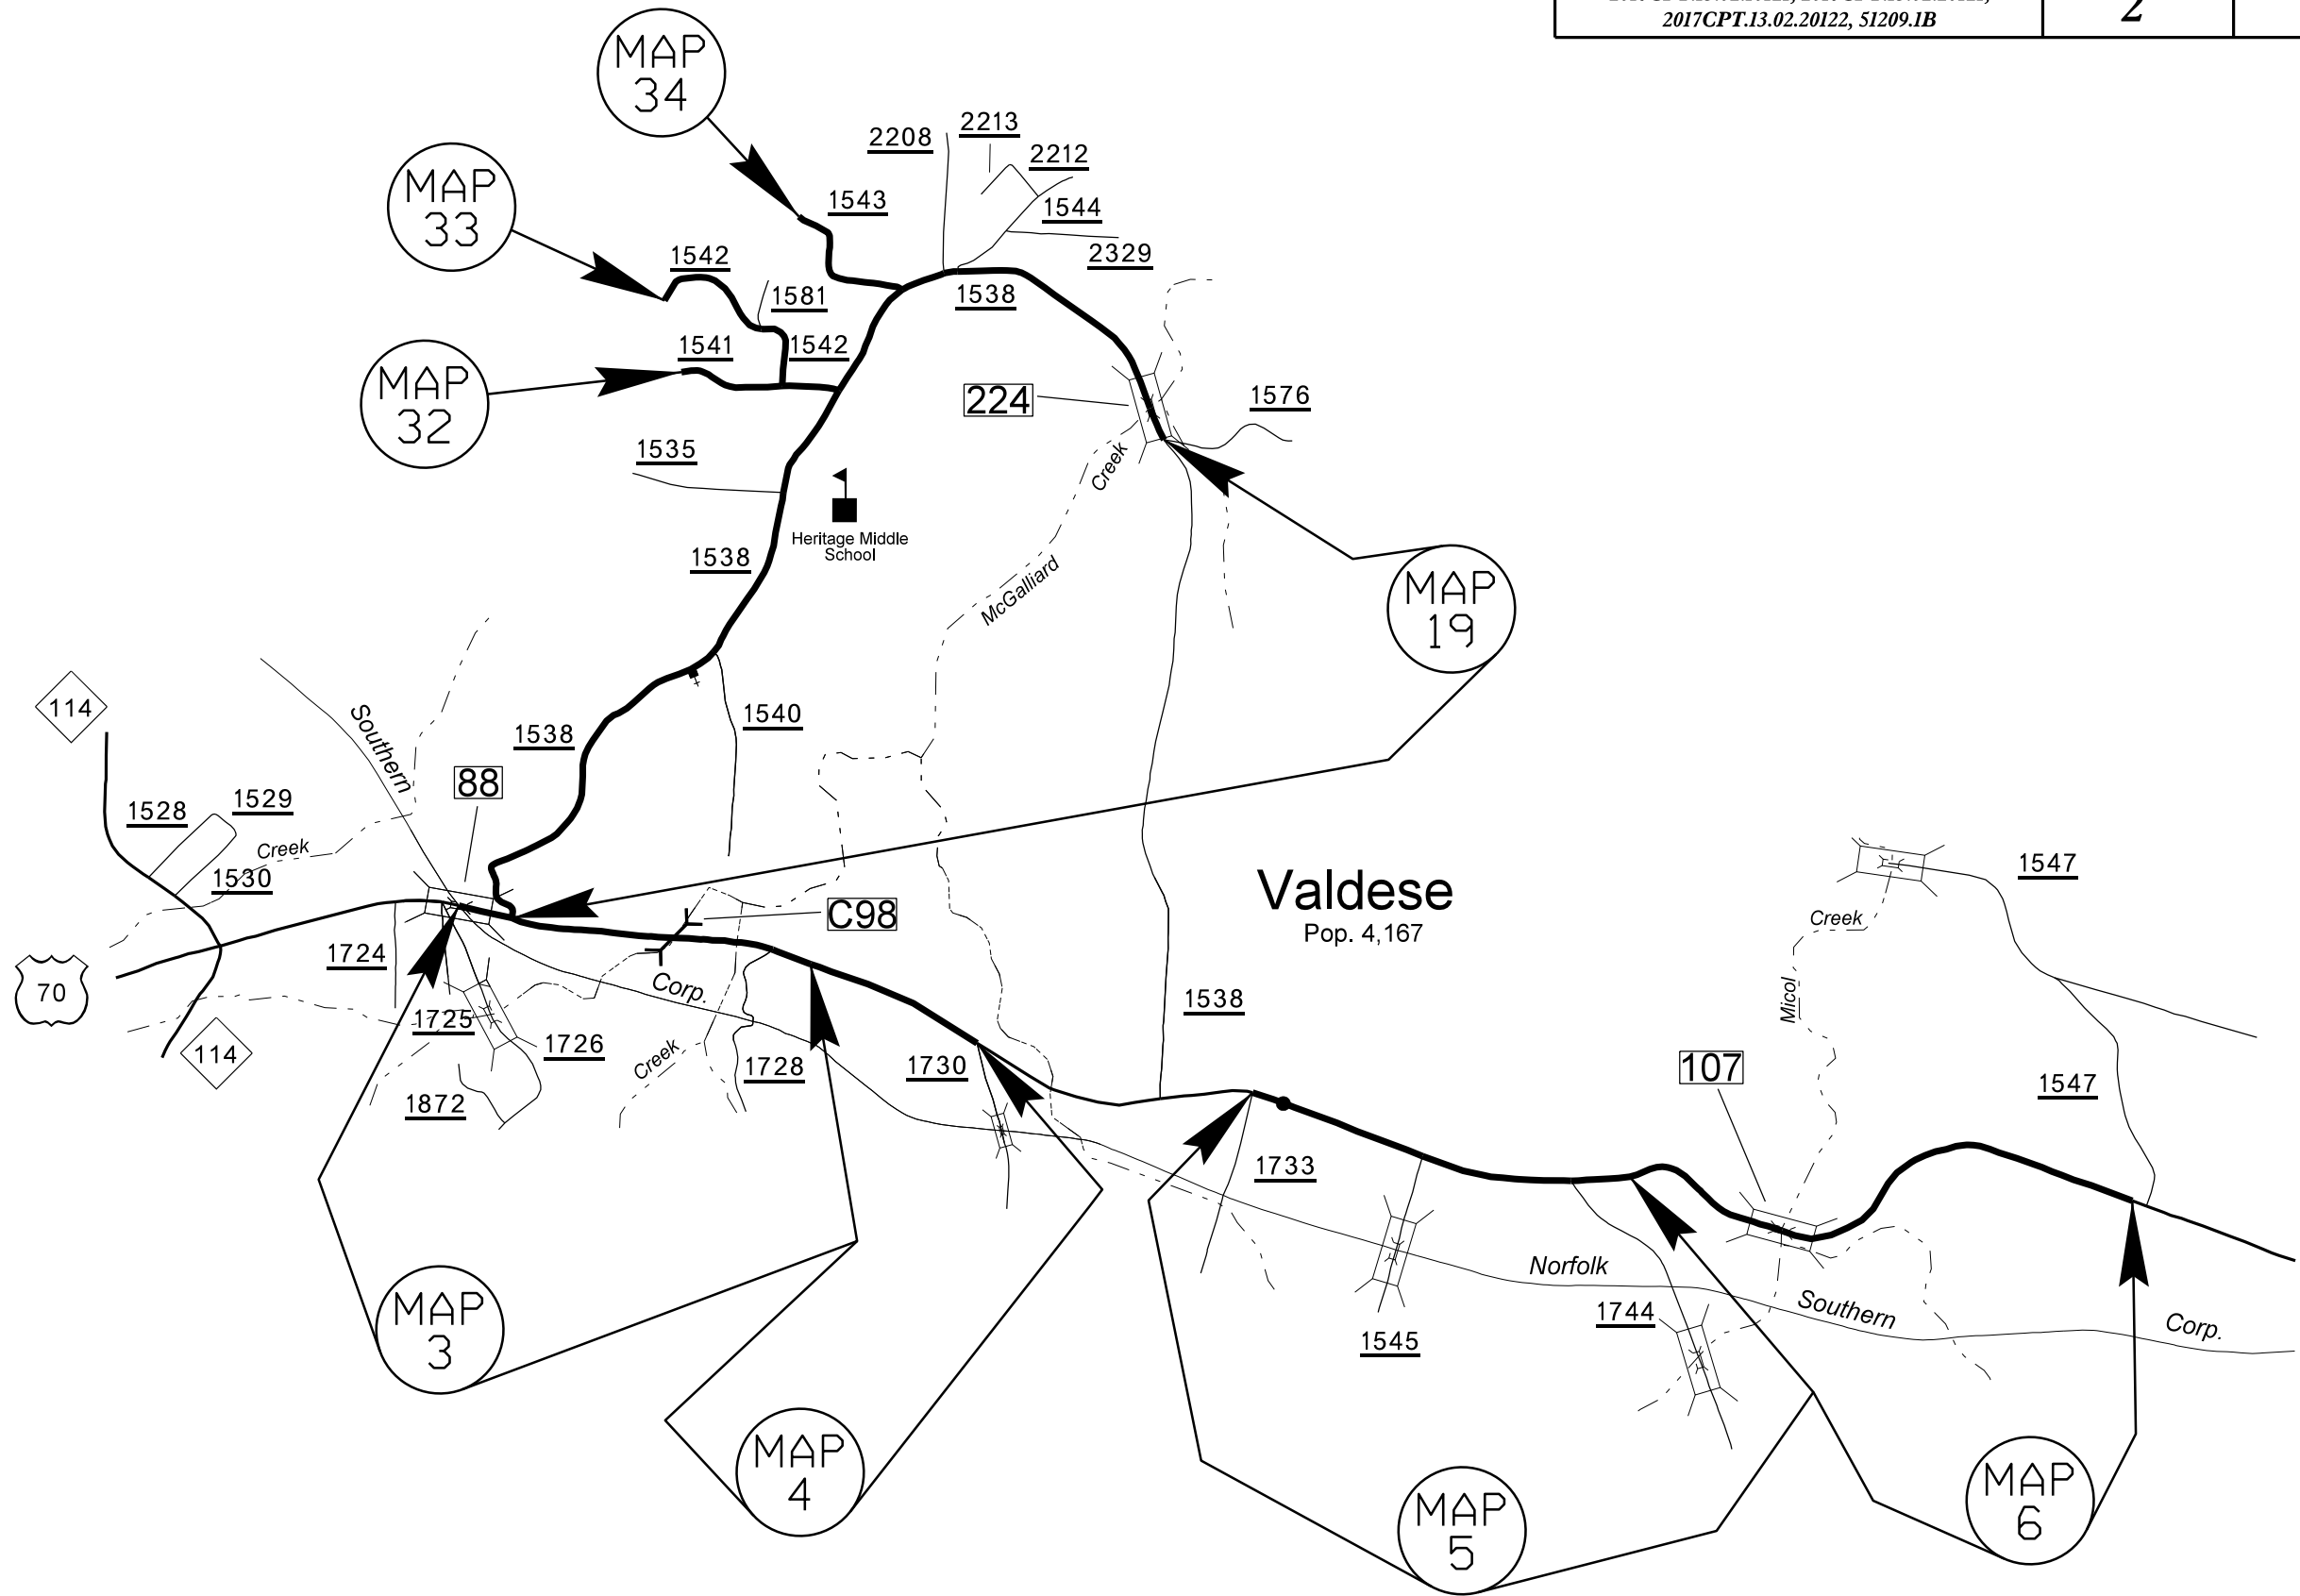 2017CPT.13.02.20122, 51209.1B
2
MAP
34
MAP
33
MAP
32
2208
2213
2212
1543
1544
2329
1542
1581
1538
1541
1542
224
1576
1535
Creek
Heritage Middle
School
1538
McGalliard
MAP
19
114
Southern
1540
1538
88
1528
1529
Creek
1530
C98
Valdese
Pop. 4,167
1547
Creek
1724
70
Corp.
1538
Micol
1725
1726
114
Creek
1728
1730
107
1547
1872
1733
Norfolk
Southern
Corp.
MAP
3
1744
1545
MAP
4
MAP
5
MAP
6